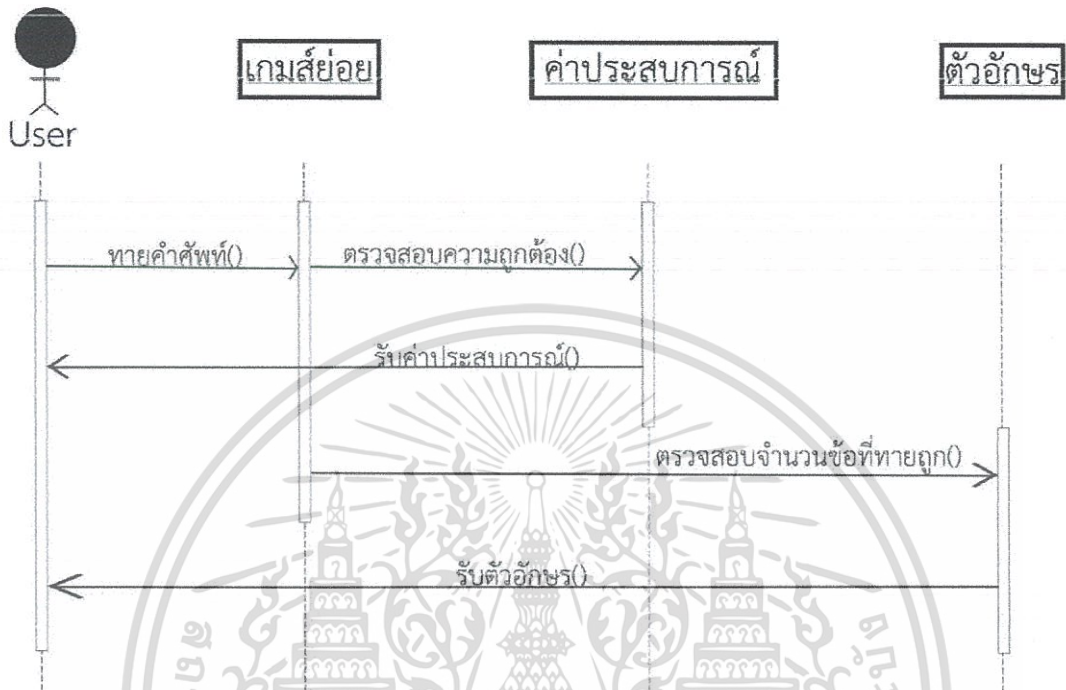 เกมส์ย่อย
ค่าประสบการณ์
ตัวอักษร
User
ทายคำศัพท์()
ตรวจสอบความถูกต้อง()
รับค่าประสบการณ์()
ตรวจสอบจำนวนข้อที่ทายถูก()
รับตัวอักษร()